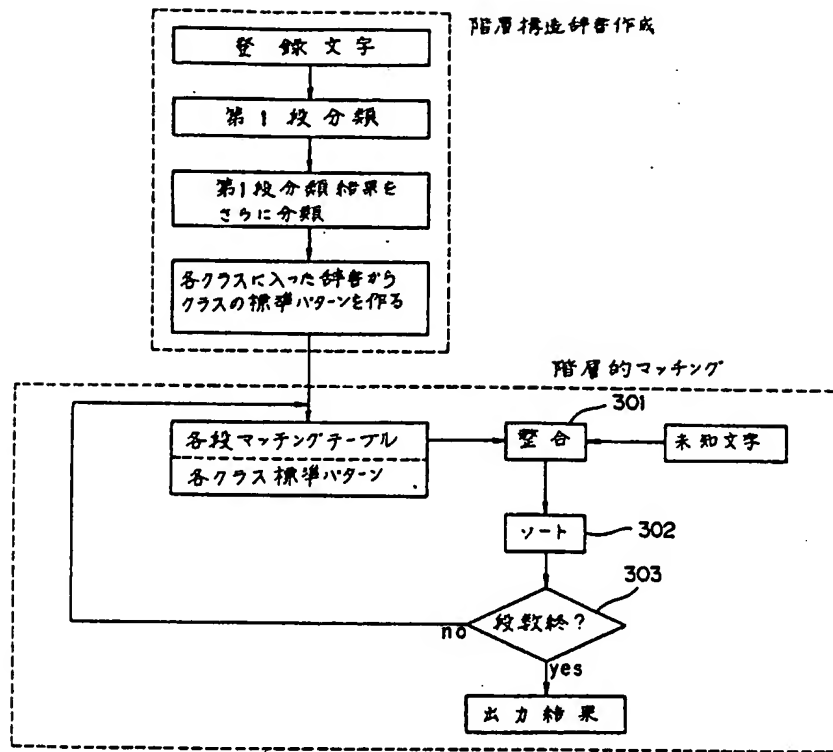 階層構造辞書作成
登録文字
第1段分類
第1段分類結果を
さらに分類
各クラスに入った辞書から
クラスの標準パターンを作る
階層的マッチング
301
各段マッチングテーブル
整合
未知文字
各クラス標準パターン
ソート
302
303
段数終?
no
yes
出力結果